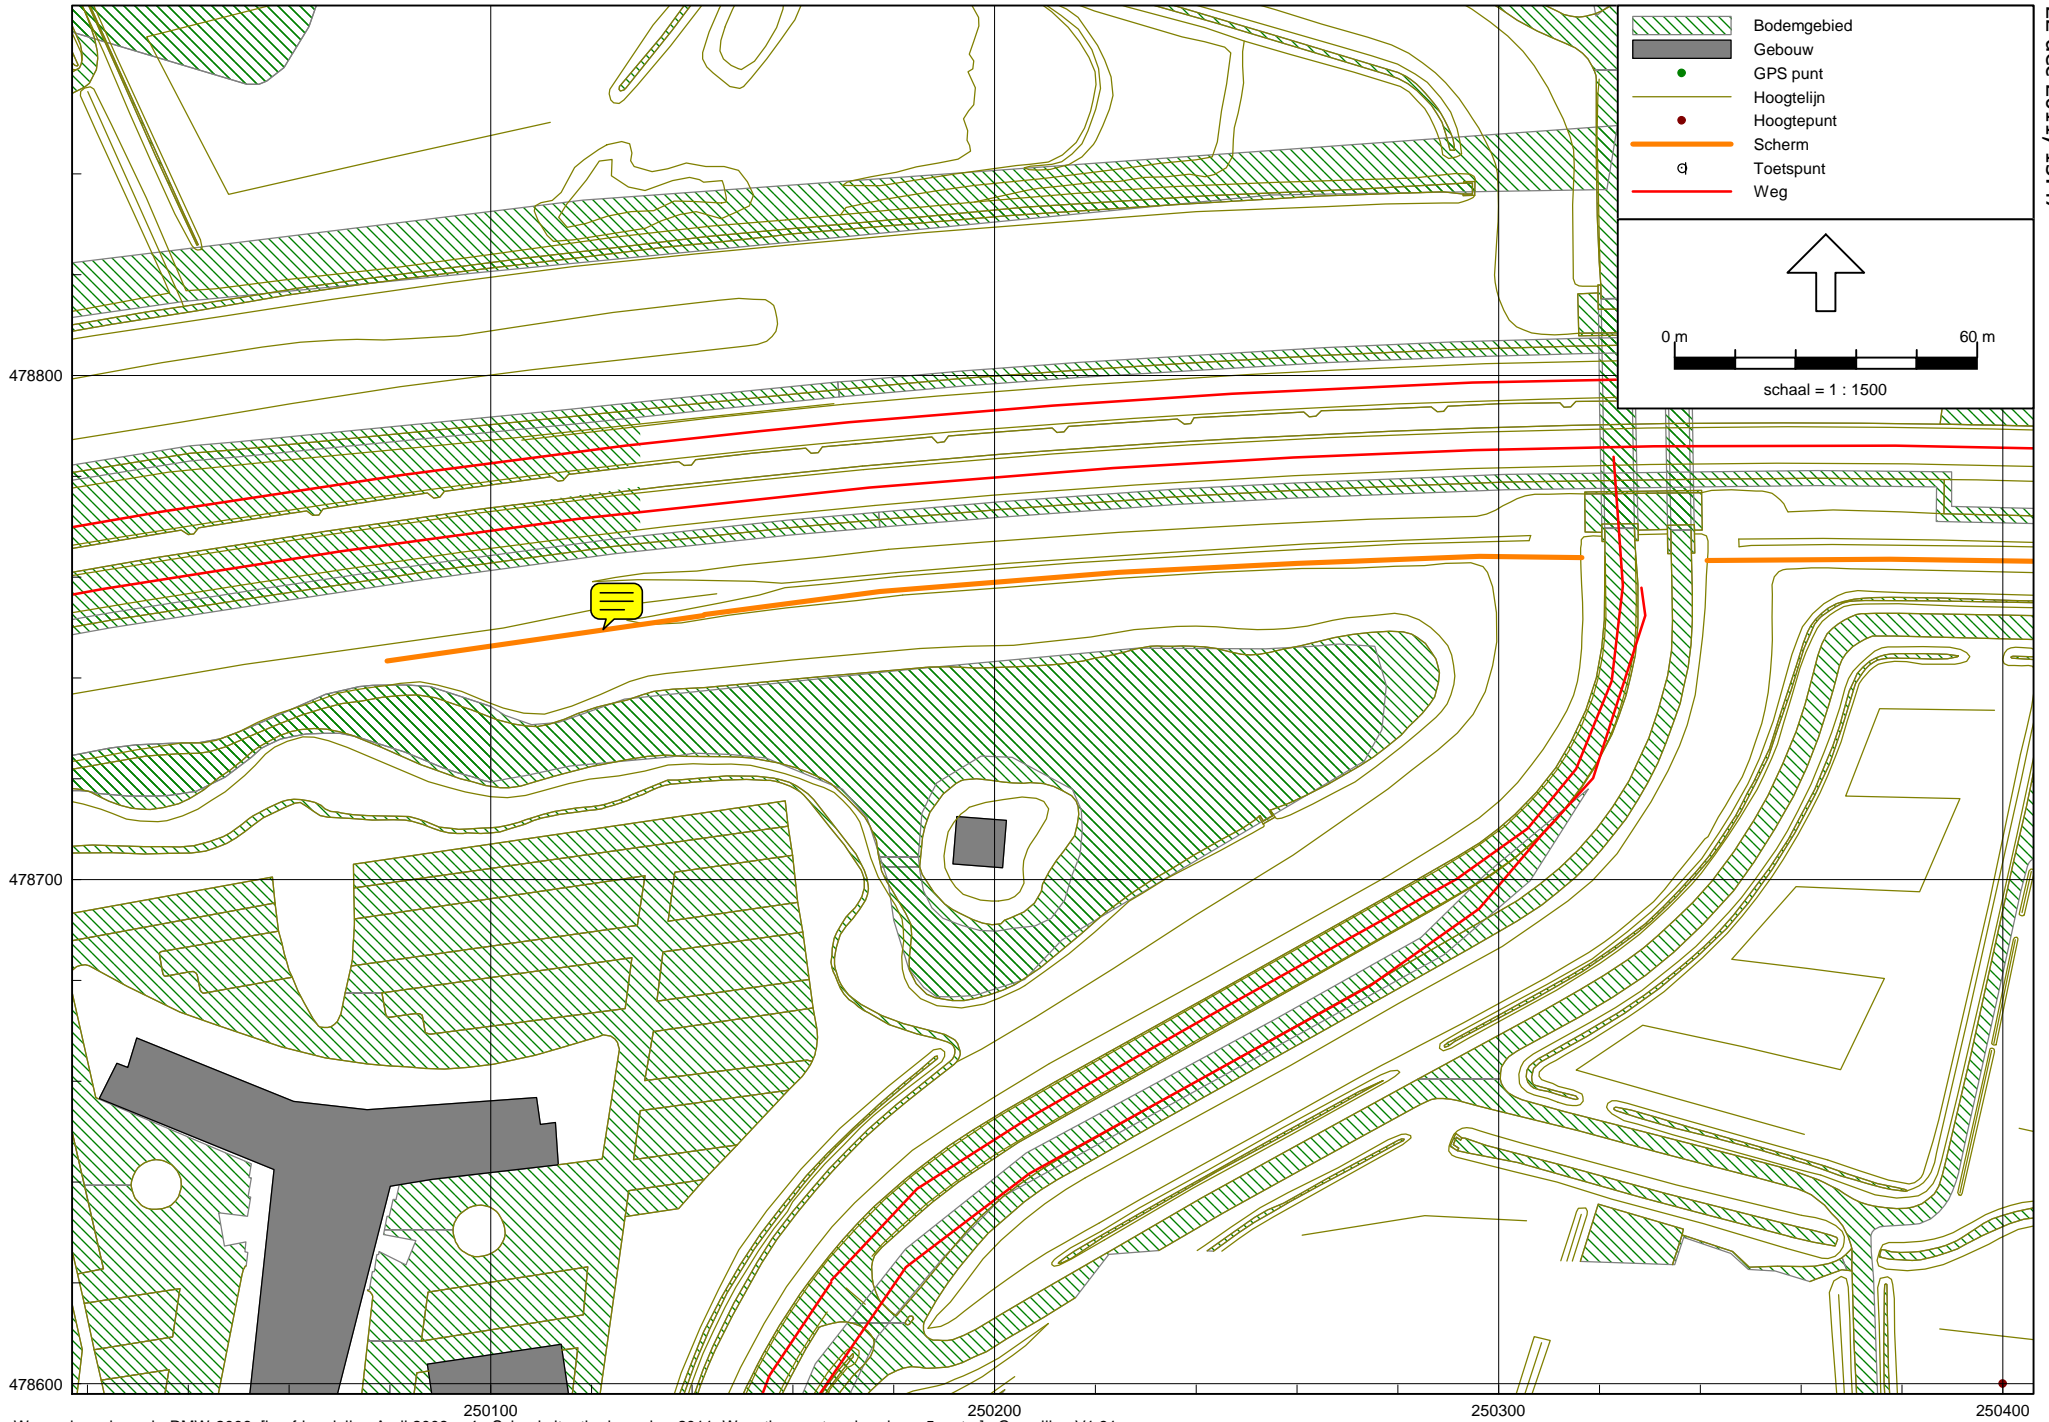 Bodemgebied
Gebouw
GPS punt
Hoogtelijn
Hoogtepunt
Scherm
Toetspunt
Weg
0 m
60 m
schaal = 1 : 1500
478800
478700
478600
250100
250200
250300
250400